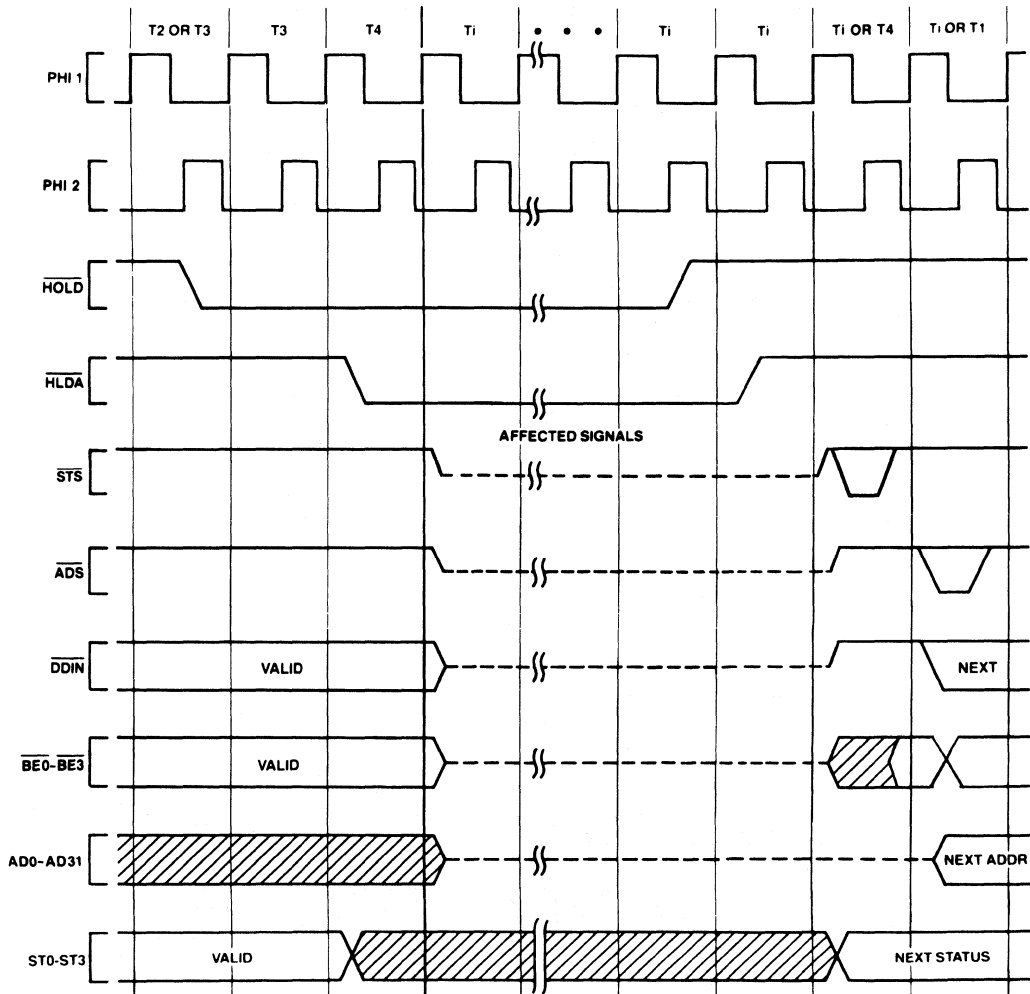 T2 OR T3 T3 T4 Ti • • • Ti Ti Ti OR T4 Ti OR T1
PHI 1
PHI 2
HOLD
HLDA
AFFECTED SIGNALS
STS
ADS
DDIN VALID NEXT
BE0-BE3 VALID
AD0-AD31 NEXT ADDR
ST0-ST3 VALID NEXT STATUS